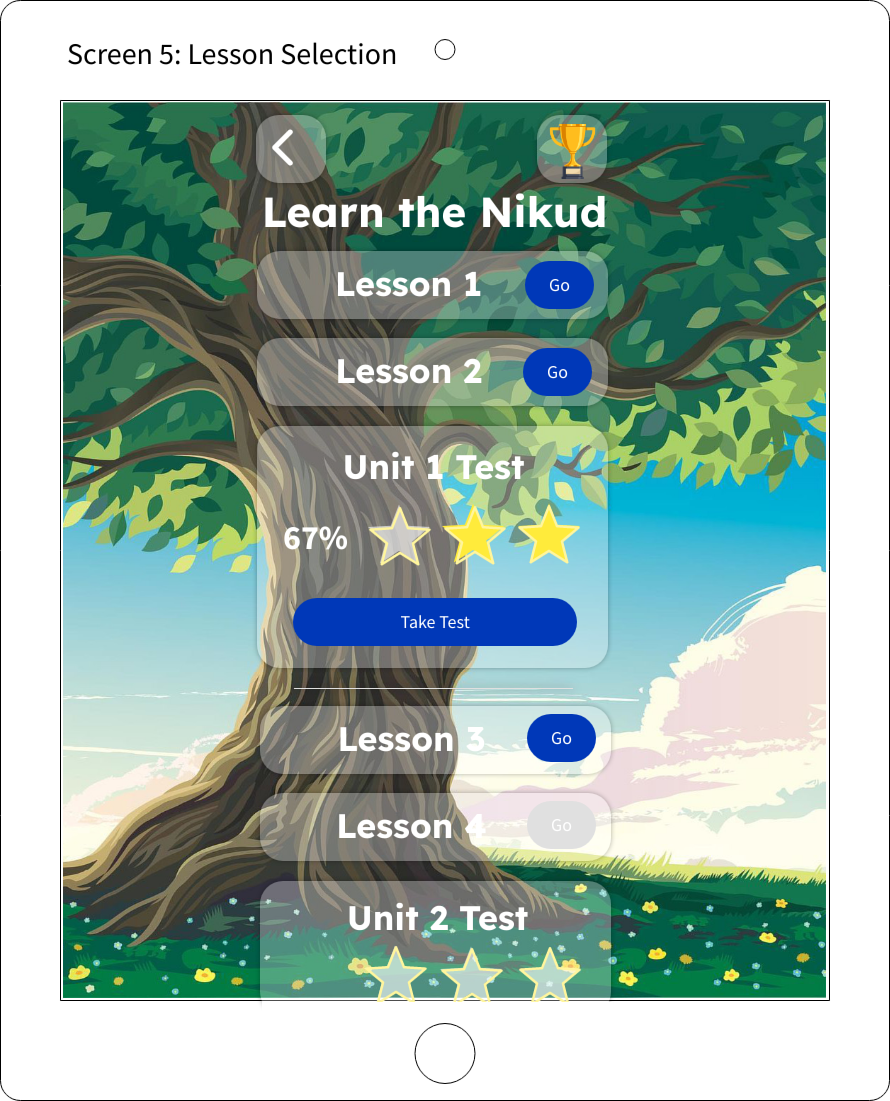 Screen 5: Lesson Selection
Learn the Nikud
Lesson 1
Go
Lesson 2
Go
Unit 1 Test
67%
Take Test
Lesson 3
Go
Lesson 4
Go
Unit 2 Test